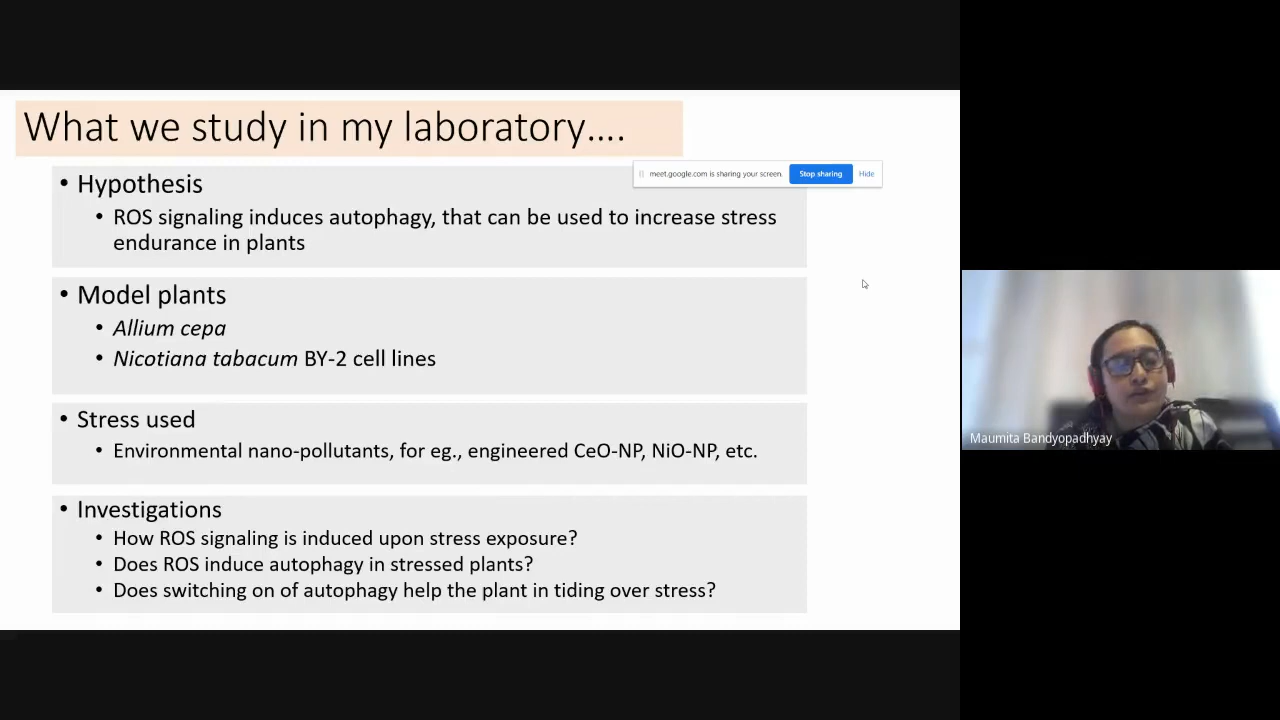 What we study in my laboratory....
meet.google.com is sharing your screen.
Stop sharing
Hide
• Hypothesis
• ROS signaling induces autophagy, that can be used to increase stress
endurance in plants
• Model plants
• Allium cepa
• Nicotiana tabacum BY-2 cell lines
• Stress used
• Environmental nano-pollutants, for eg., engineered CeO-NP, NiO-NP, etc.
• Investigations
• How ROS signaling is induced upon stress exposure?
• Does ROS induce autophagy in stressed plants?
• Does switching on of autophagy help the plant in tiding over stress?
Maumita Bandyopadhyay